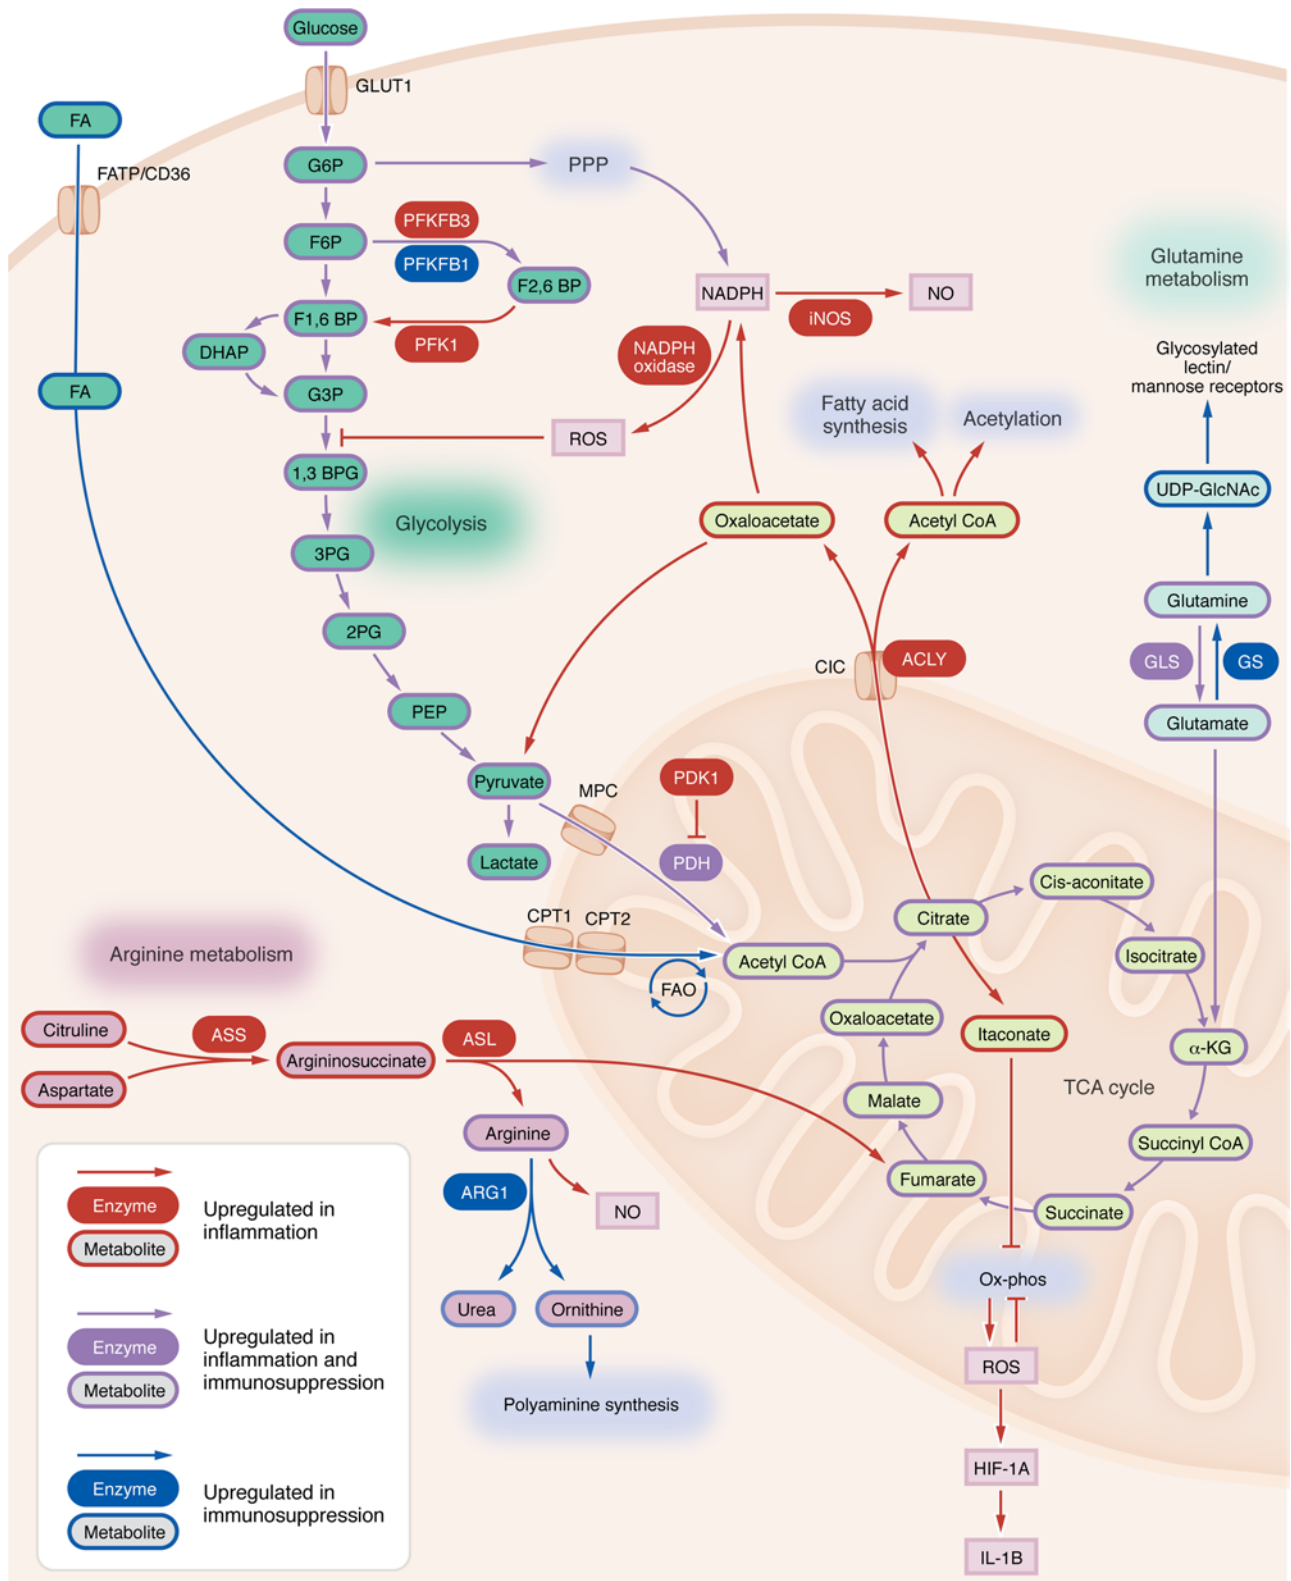 Glucose
GLUT1
FA
FATP/CD36
G6P
PPP
PFKFB3
F6P
PFKFB1
F2,6 BP
NADPH
NO
iNOS
Glutamine
metabolism
F1,6 BP
PFK1
DHAP
NADPH
oxidase
G3P
FA
ROS
Fatty acid
synthesis
Acetylation
Glycosylated
lectin/
mannose receptors
1,3 BPG
UDP-GlcNAc
Glycolysis
Oxaloacetate
Acetyl CoA
3PG
2PG
Glutamine
GLS
GS
CIC
ACLY
PEP
Glutamate
Pyruvate
MPC
PDK1
Lactate
PDH
Cis-aconitate
CPT1
CPT2
Citrate
Isocitrate
Arginine metabolism
Acetyl CoA
FAO
Oxaloacetate
Itaconate
α-KG
Citruline
ASS
ASL
Argininosuccinate
Aspartate
TCA cycle
Malate
Arginine
Succinyl CoA
Fumarate
ARG1
NO
Succinate
Ox-phos
Urea
Ornithine
ROS
Polyaminine synthesis
HIF-1A
IL-1B
Enzyme
Metabolite
Upregulated in
inflammation
Enzyme
Metabolite
Upregulated in
inflammation and
immunosuppression
Enzyme
Metabolite
Upregulated in
immunosuppression